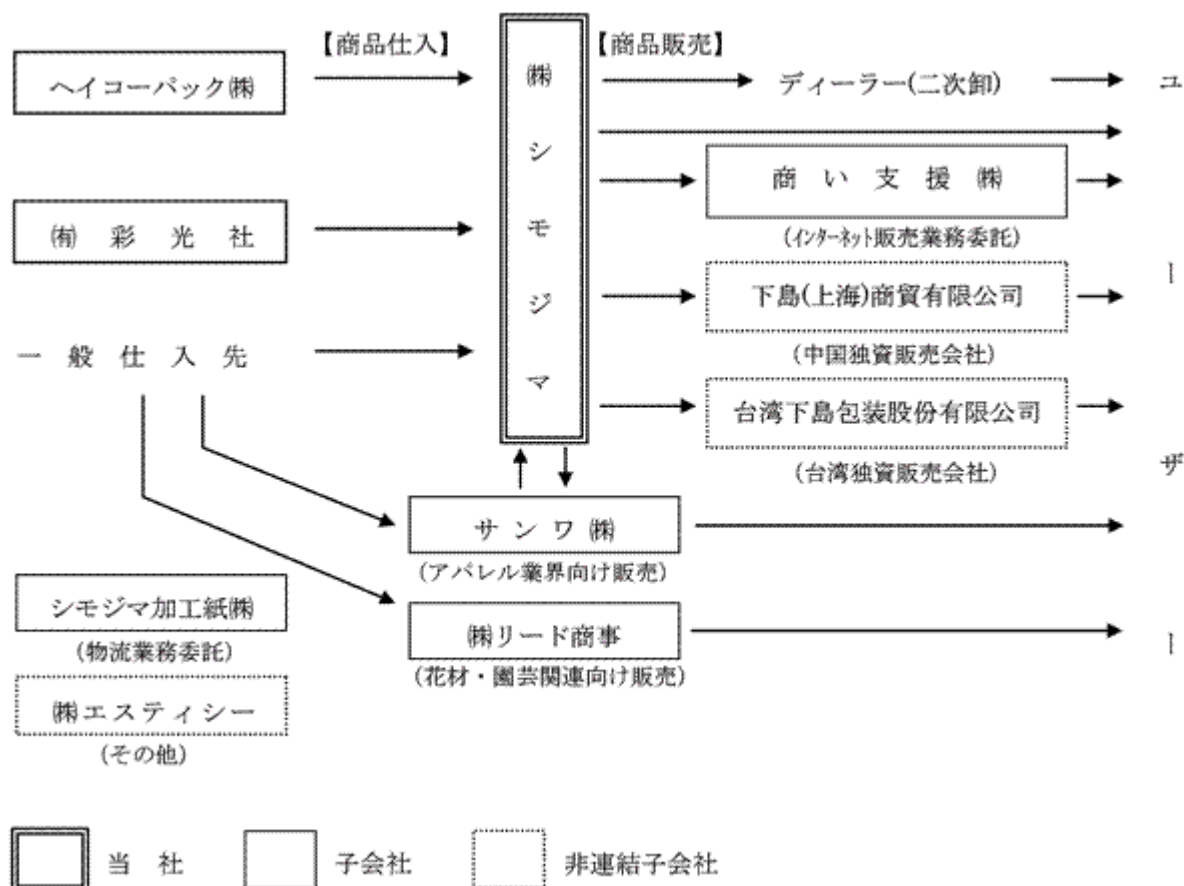 【商品仕入】
【商品販売】
ヘイコーパック㈱
㈱シモジマ
ディーラー(二次卸)
ユーザー
商い支援㈱
(インターネット販売業務委託)
㈲彩光社
下島(上海)商貿有限公司
(中国独資販売会社)
一般仕入先
台湾下島包装股份有限公司
(台湾独資販売会社)
サンワ㈱
(アパレル業界向け販売)
シモジマ加工紙㈱
(物流業務委託)
㈱リード商事
(花材・園芸関連向け販売)
㈱エスティシー
(その他)
当社
子会社
非連結子会社